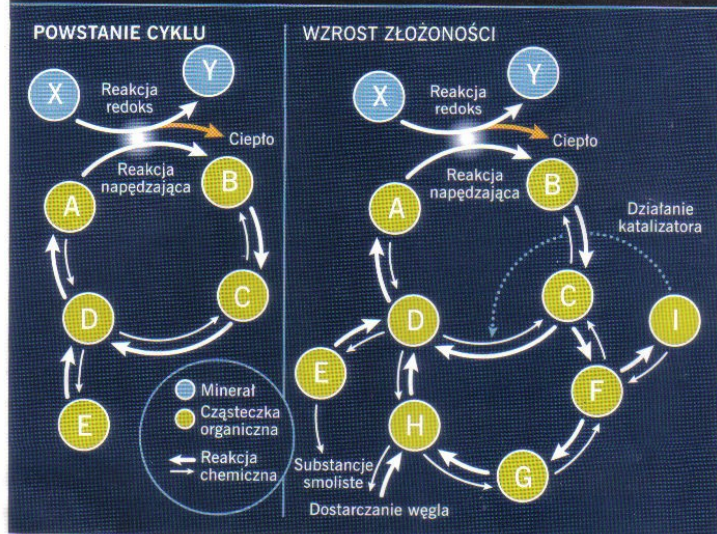 POWSTANIE CYKLU
X
Y
Reakcja
redoks
Ciepło
Reakcja
napędzająca
A
B
D
C
E
Minerał
Cząsteczka
organiczna
Reakcja
chemiczna
WZROST ZŁOŻONOŚCI
X
Y
Reakcja
redoks
Ciepło
Reakcja
napędzająca
A
B
Działanie
katalizatora
D
C
I
E
F
H
G
Substancje
smoliste
Dostarczanie węgla